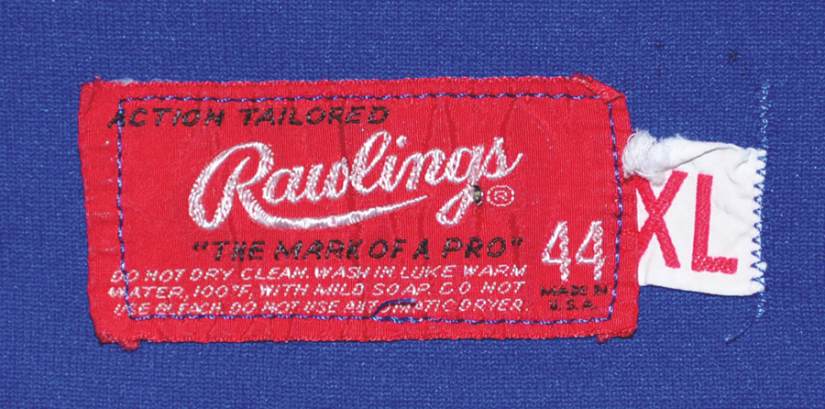 ACTION TAILORED
Rawlings®
"THE MARK OF A PRO"
DO NOT DRY CLEAN. WASH IN LUKE WARM
WATER, 100°F, WITH MILD SOAP. DO NOT
USE BLEACH. DO NOT USE AUTOMATIC DRYER.
44
MADE IN
U.S.A.
XL